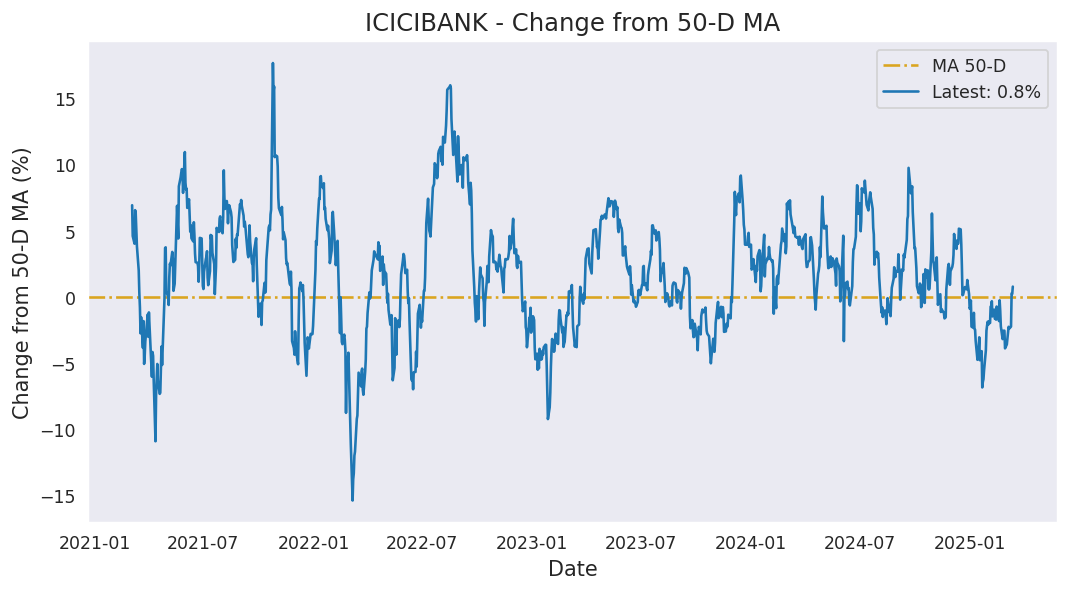 ICICIBANK - Change from 50-D MA
MA 50-D
Latest: 0.8%
Change from 50-D MA (%)
15
10
5
0
−5
−10
−15
2021-01 2021-07 2022-01 2022-07 2023-01 2023-07 2024-01 2024-07 2025-01
Date